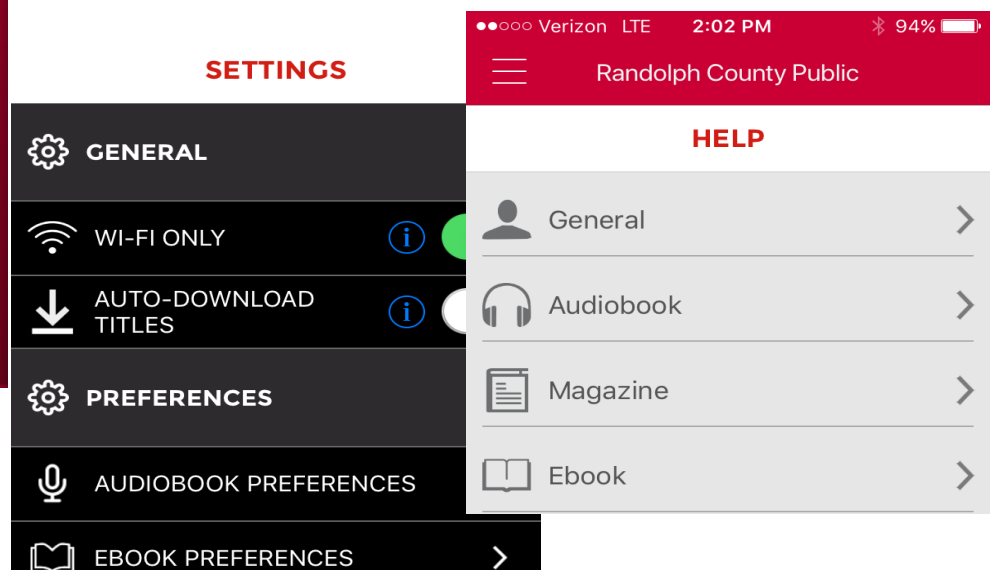 SETTINGS
GENERAL
WI-FI ONLY
AUTO-DOWNLOAD
TITLES
PREFERENCES
AUDIOBOOK PREFERENCES
EBOOK PREFERENCES
Verizon LTE 2:02 PM 94%
Randolph County Public
HELP
General
Audiobook
Magazine
Ebook